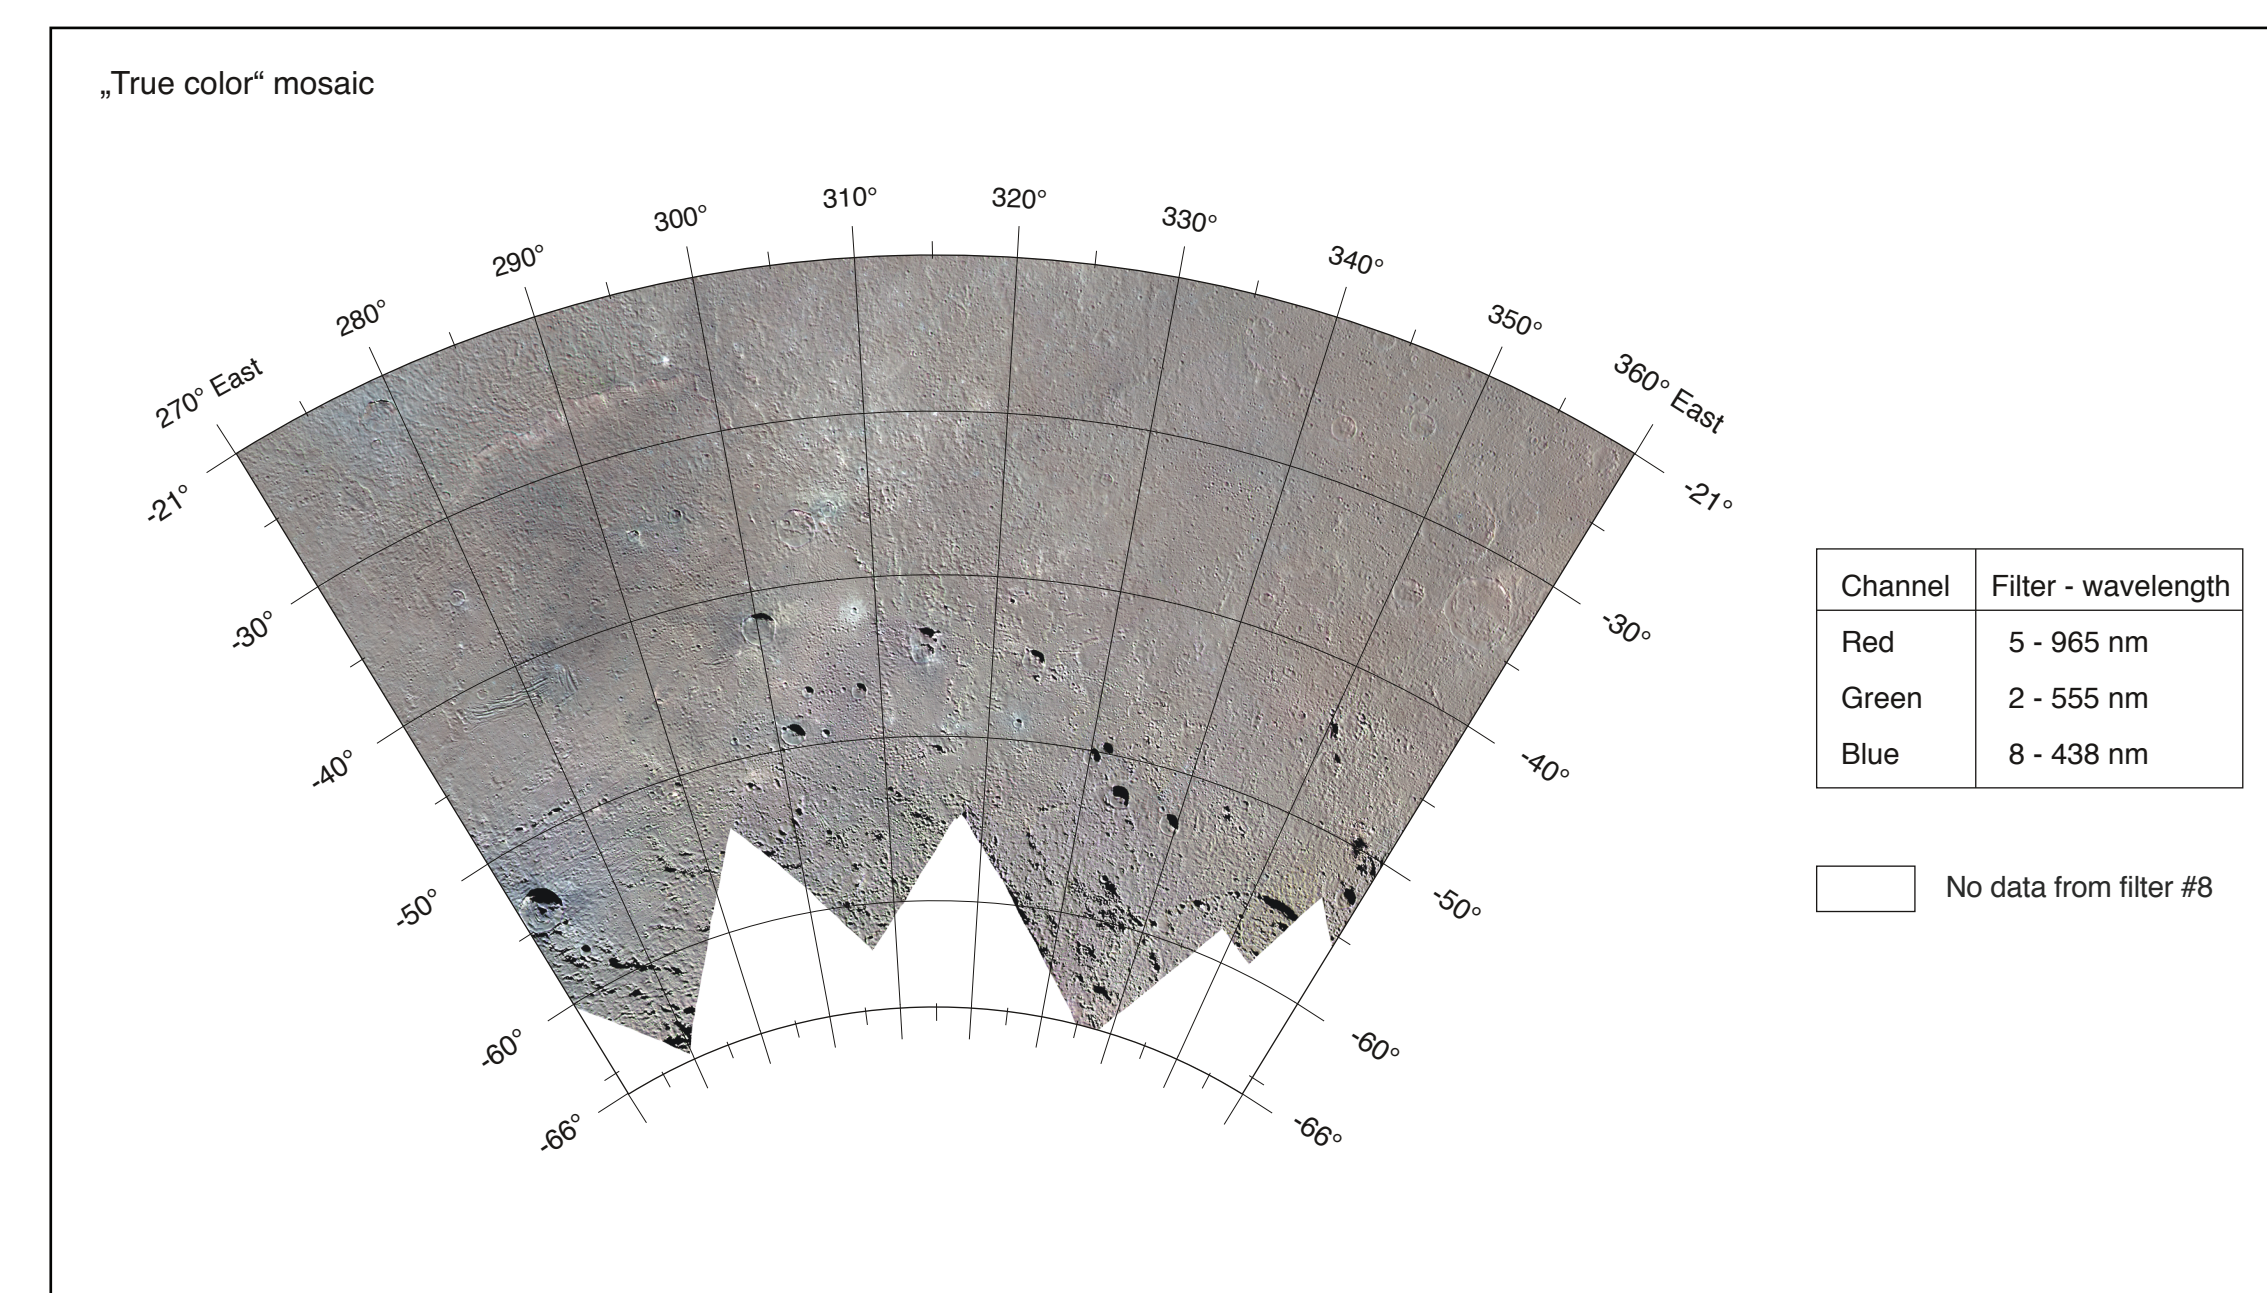 „True color“ mosaic
270° East
280°
290°
300°
310°
320°
330°
340°
350°
360° East
-21°
-30°
-40°
-50°
-60°
-66°
-21°
-30°
-40°
-50°
-60°
-66°
Channel Filter - wavelength
Red 5 - 965 nm
Green 2 - 555 nm
Blue 8 - 438 nm
No data from filter #8